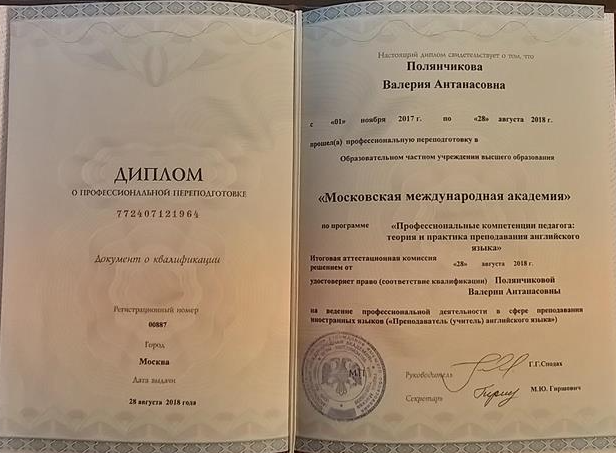 ДИПЛОМ
О ПРОФЕССИОНАЛЬНОЙ ПЕРЕПОДГОТОВКЕ
772407121964
Документ о квалификации
Регистрационный номер
00887
Город
Москва
Дата выдачи
28 августа 2018 года
Настоящий диплом свидетельствует о том, что
Полянчикова
Валерия Антанасовна
с «01» ноября 2017 г. по «28» августа 2018 г.
прошел(а) профессиональную переподготовку в
Образовательном частном учреждении высшего образования
«Московская международная академия»
по программе «Профессиональные компетенции педагога:
теория и практика преподавания английского
языка»
Итоговая аттестационная комиссия
решением от «28» августа 2018 г.
удостоверяет право (соответствие квалификации) Полянчиковой
Валерии Антанасовны
на ведение профессиональной деятельности в сфере преподавания
иностранных языков («Преподаватель (учитель) английского языка»)
МП
Руководитель Г.Г.Сподах
Секретарь М.Ю. Гиршевич